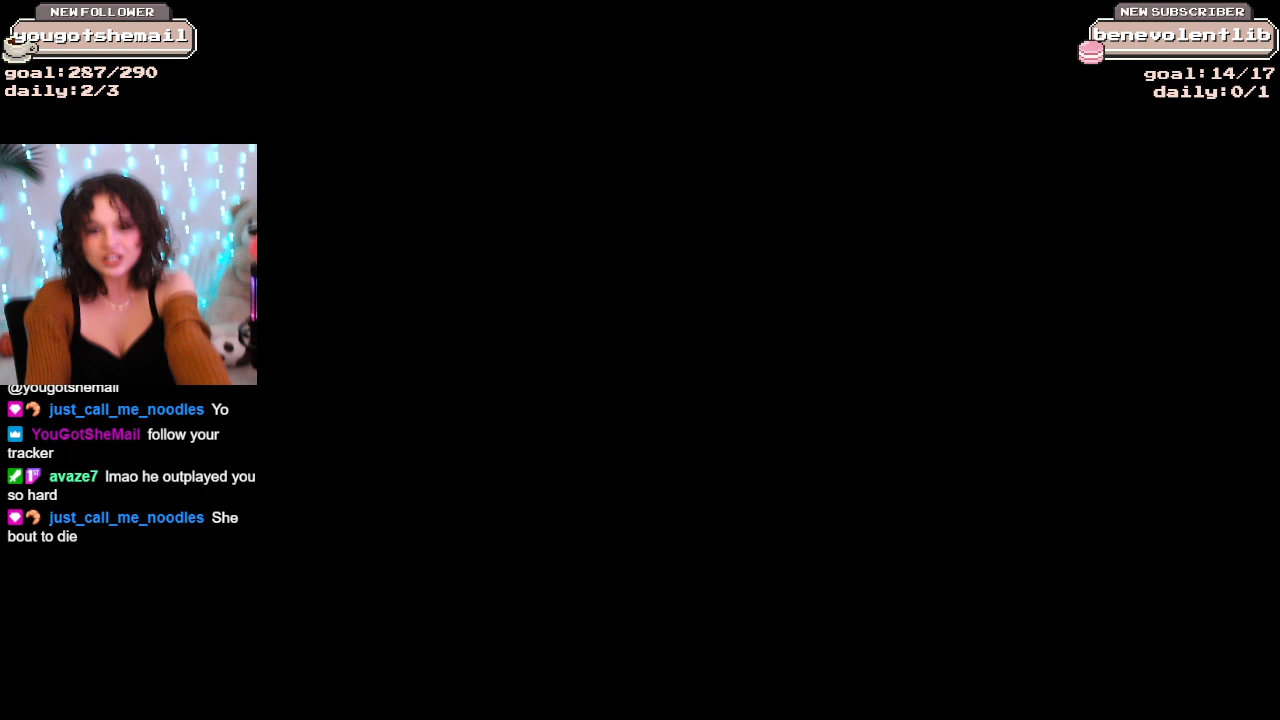 NEW FOLLOWER
yougotshemail
goal:287/290
daily:2/3
NEW SUBSCRIBER
benevolentlib
goal:14/17
daily:0/1
@yougotshemail
just_call_me_noodles Yo
YouGotSheMail follow your
tracker
1ST avaze7 lmao he outplayed you
so hard
just_call_me_noodles She
bout to die